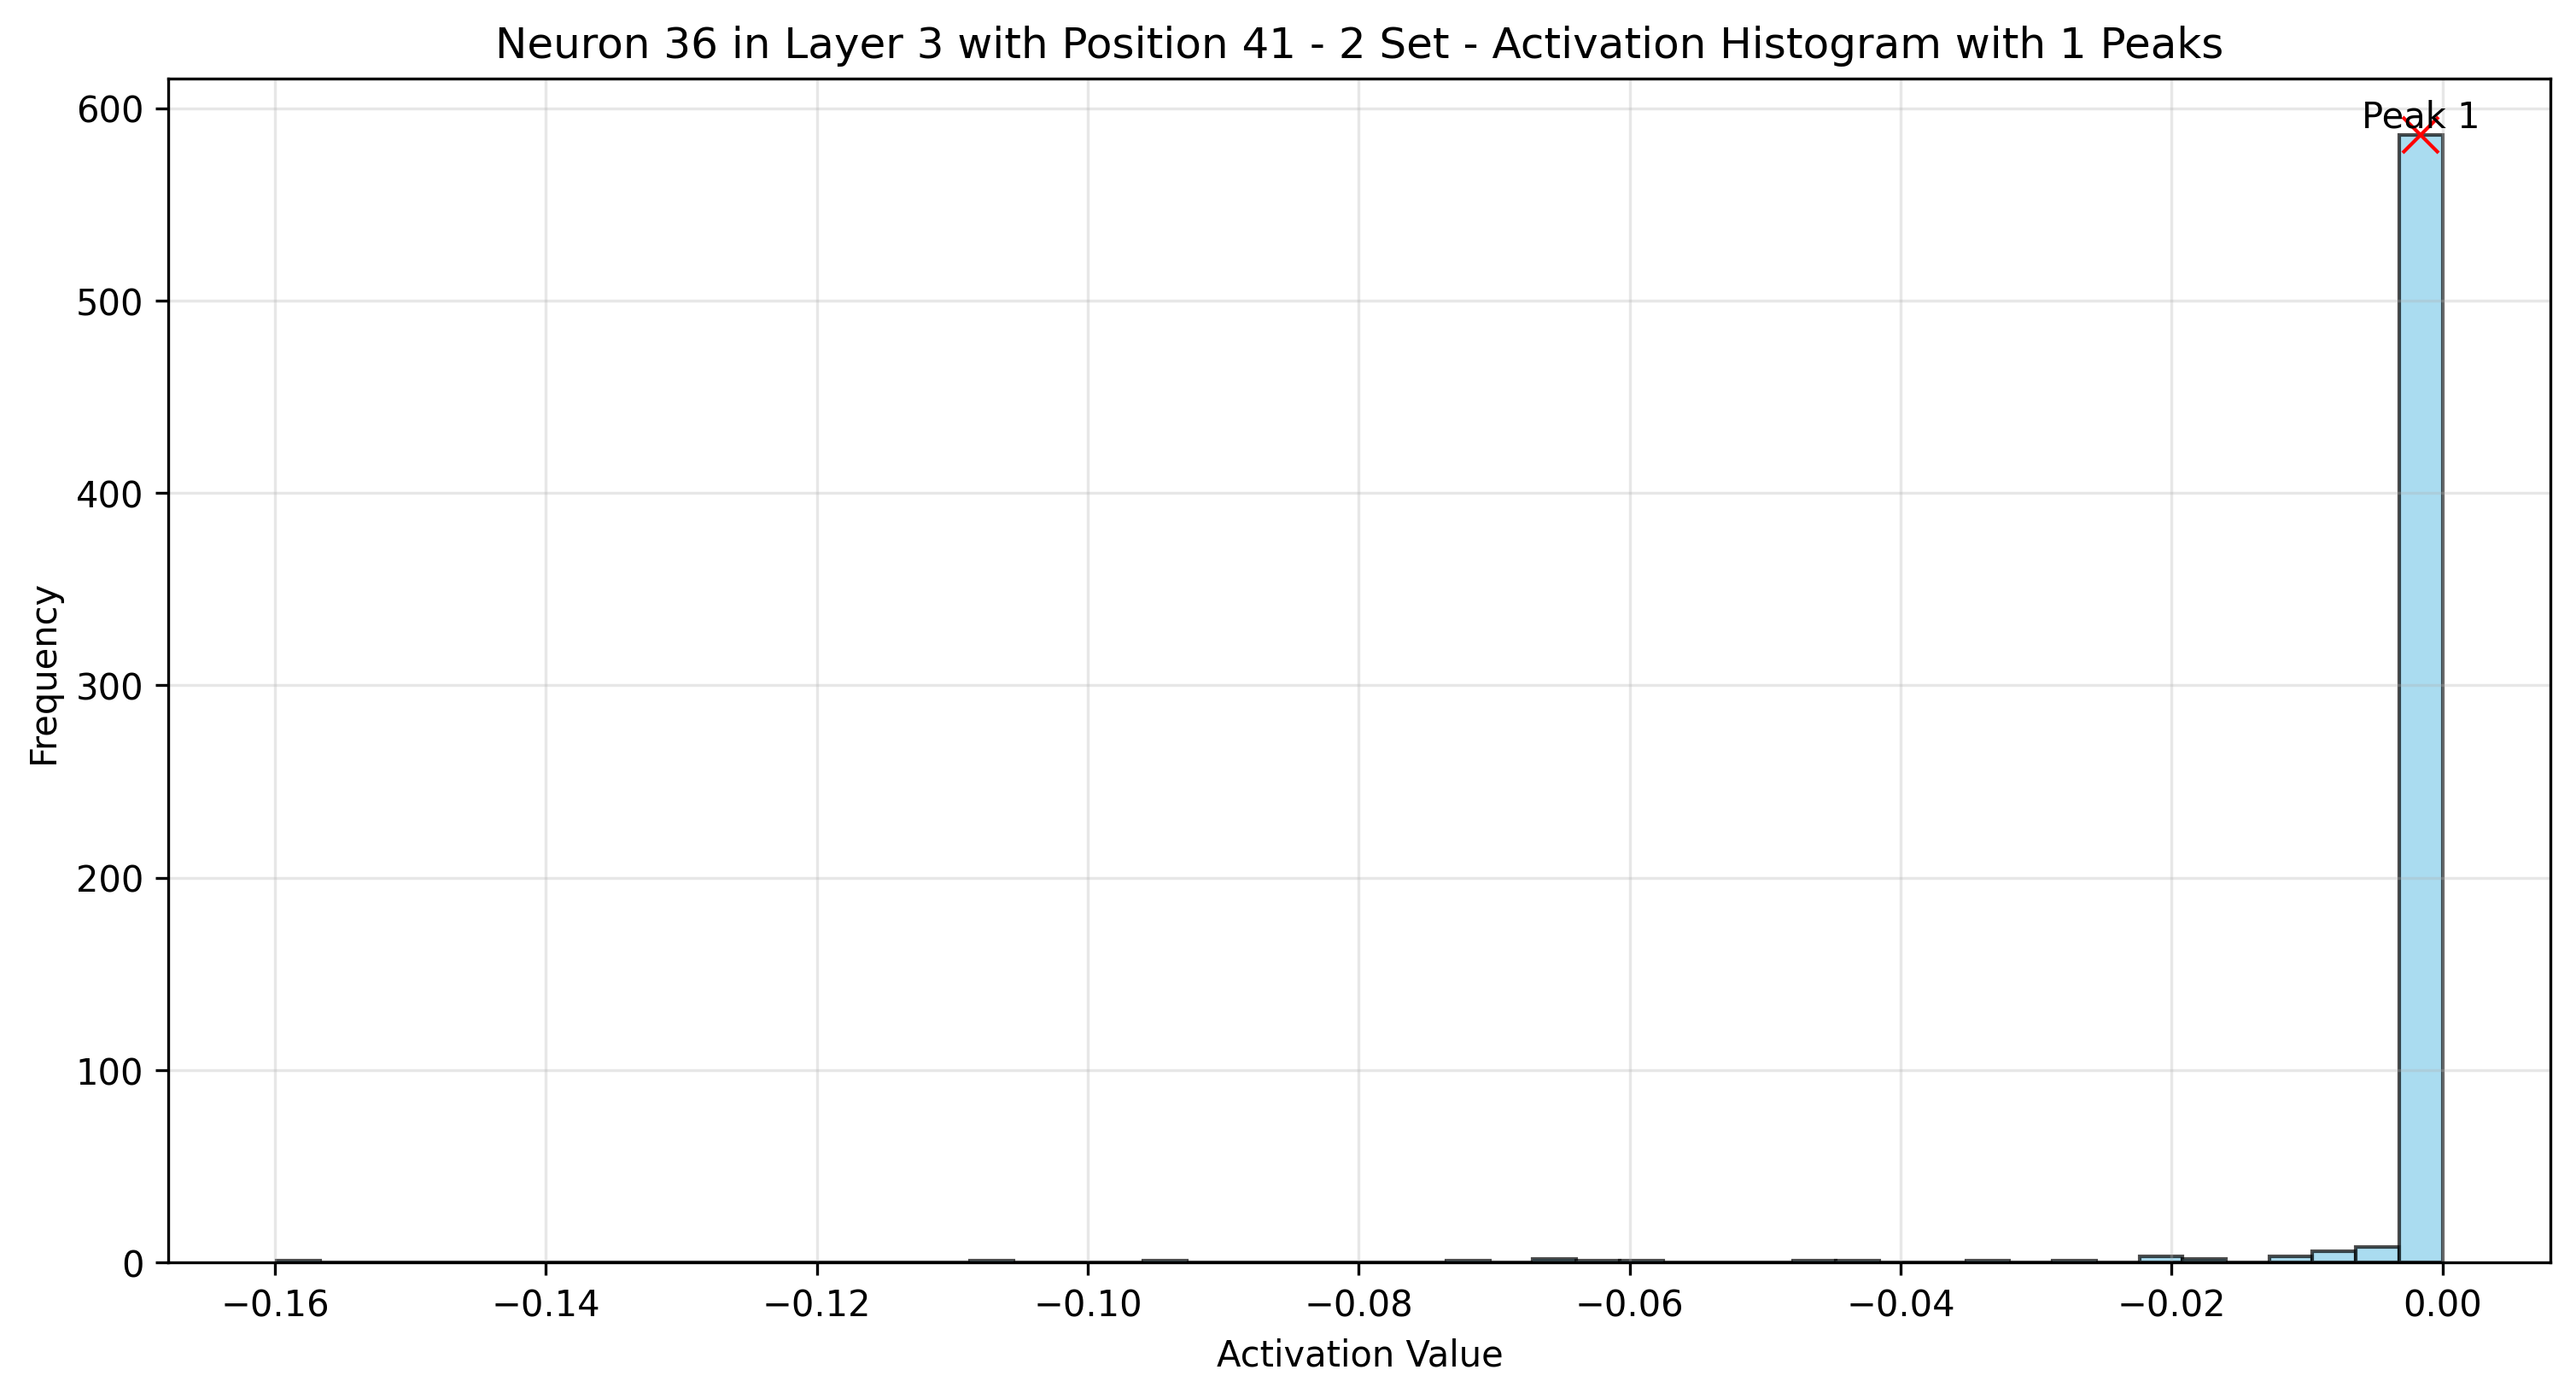 Neuron 36 in Layer 3 with Position 41 - 2 Set - Activation Histogram with 1 Peaks
Peak 1
600
500
400
300
200
100
0
Frequency
−0.16 −0.14 −0.12 −0.10 −0.08 −0.06 −0.04 −0.02 0.00
Activation Value